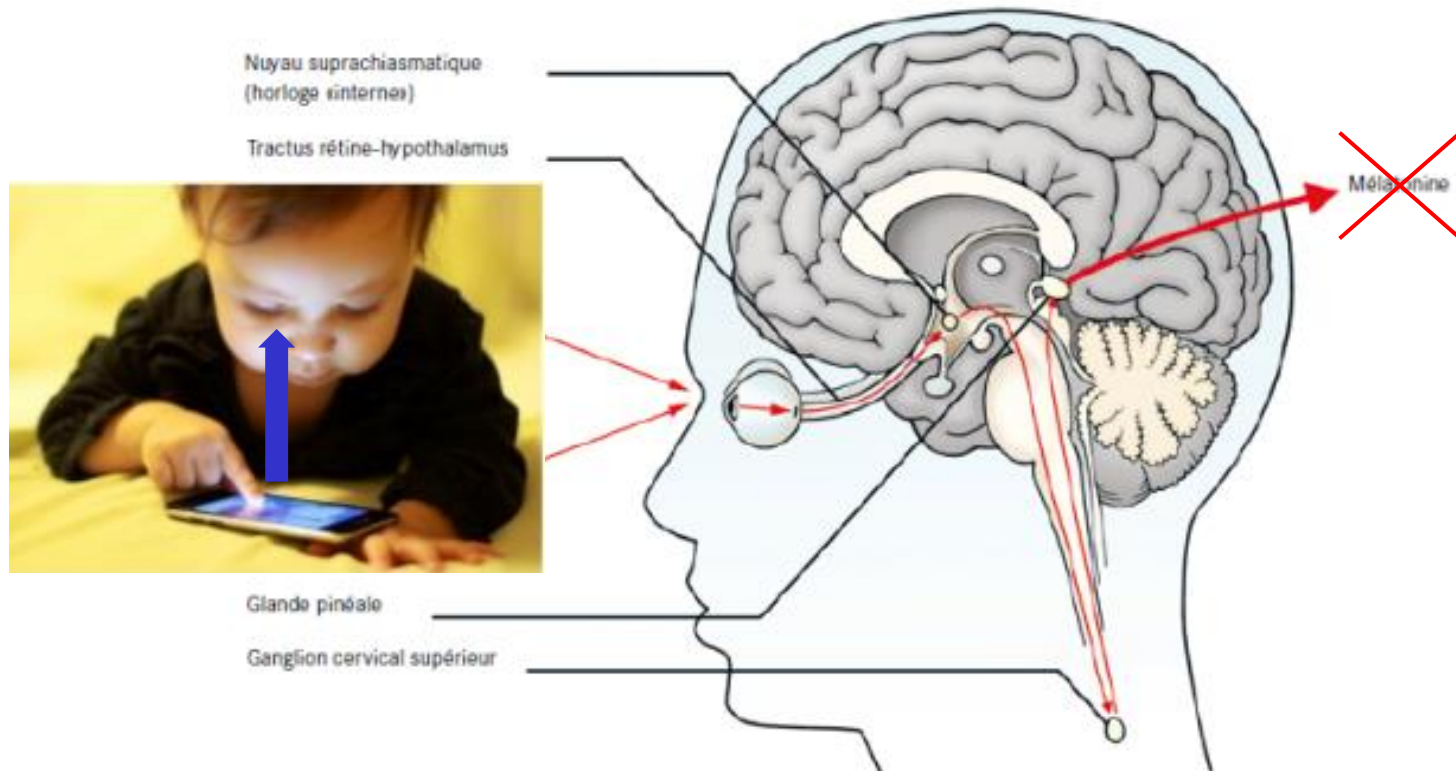 Nuyau suprachiasmatique
(horloge «interne»)
Tractus rétine-hypothalamus
Mélatonine
Glande pinéale
Ganglion cervical supérieur